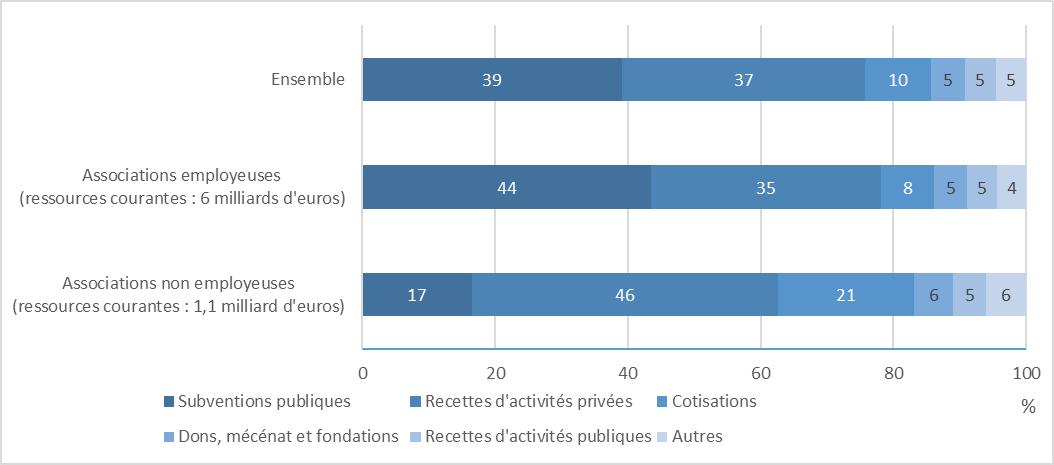 Ensemble
39 37 10 5 5 5
Associations employeuses
(ressources courantes : 6 milliards d'euros)
44 35 8 5 5 4
Associations non employeuses
(ressources courantes : 1,1 milliard d'euros)
17 46 21 6 5 6
0 20 40 60 80 100
%
Subventions publiques Recettes d'activités privées Cotisations
Dons, mécénat et fondations Recettes d'activités publiques Autres